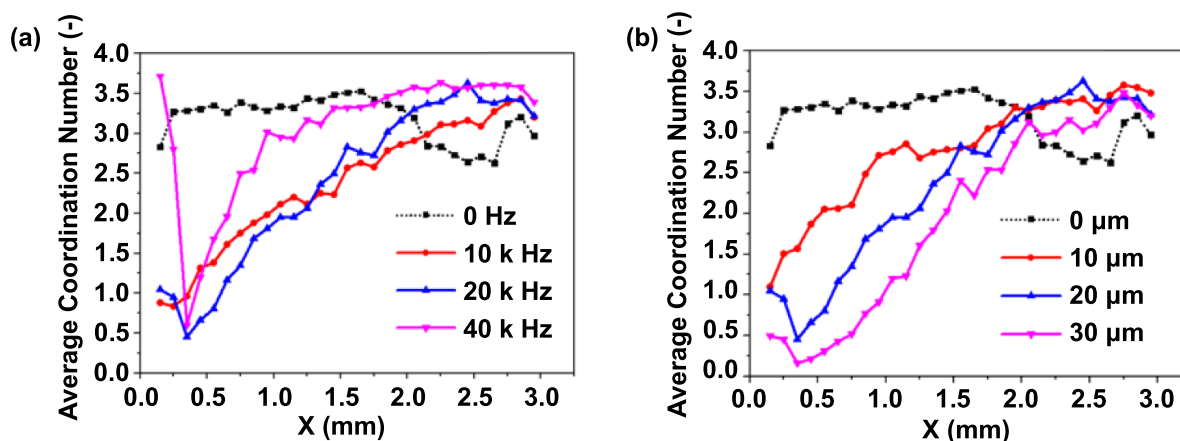 (a)
Average Coordination Number (-)
4.0
3.5
3.0
2.5
2.0
1.5
1.0
0.5
0.0
0 Hz
10 k Hz
20 k Hz
40 k Hz
0.0 0.5 1.0 1.5 2.0 2.5 3.0
X (mm)
(b)
Average Coordination Number (-)
4.0
3.5
3.0
2.5
2.0
1.5
1.0
0.5
0.0
0 μm
10 μm
20 μm
30 μm
0.0 0.5 1.0 1.5 2.0 2.5 3.0
X (mm)